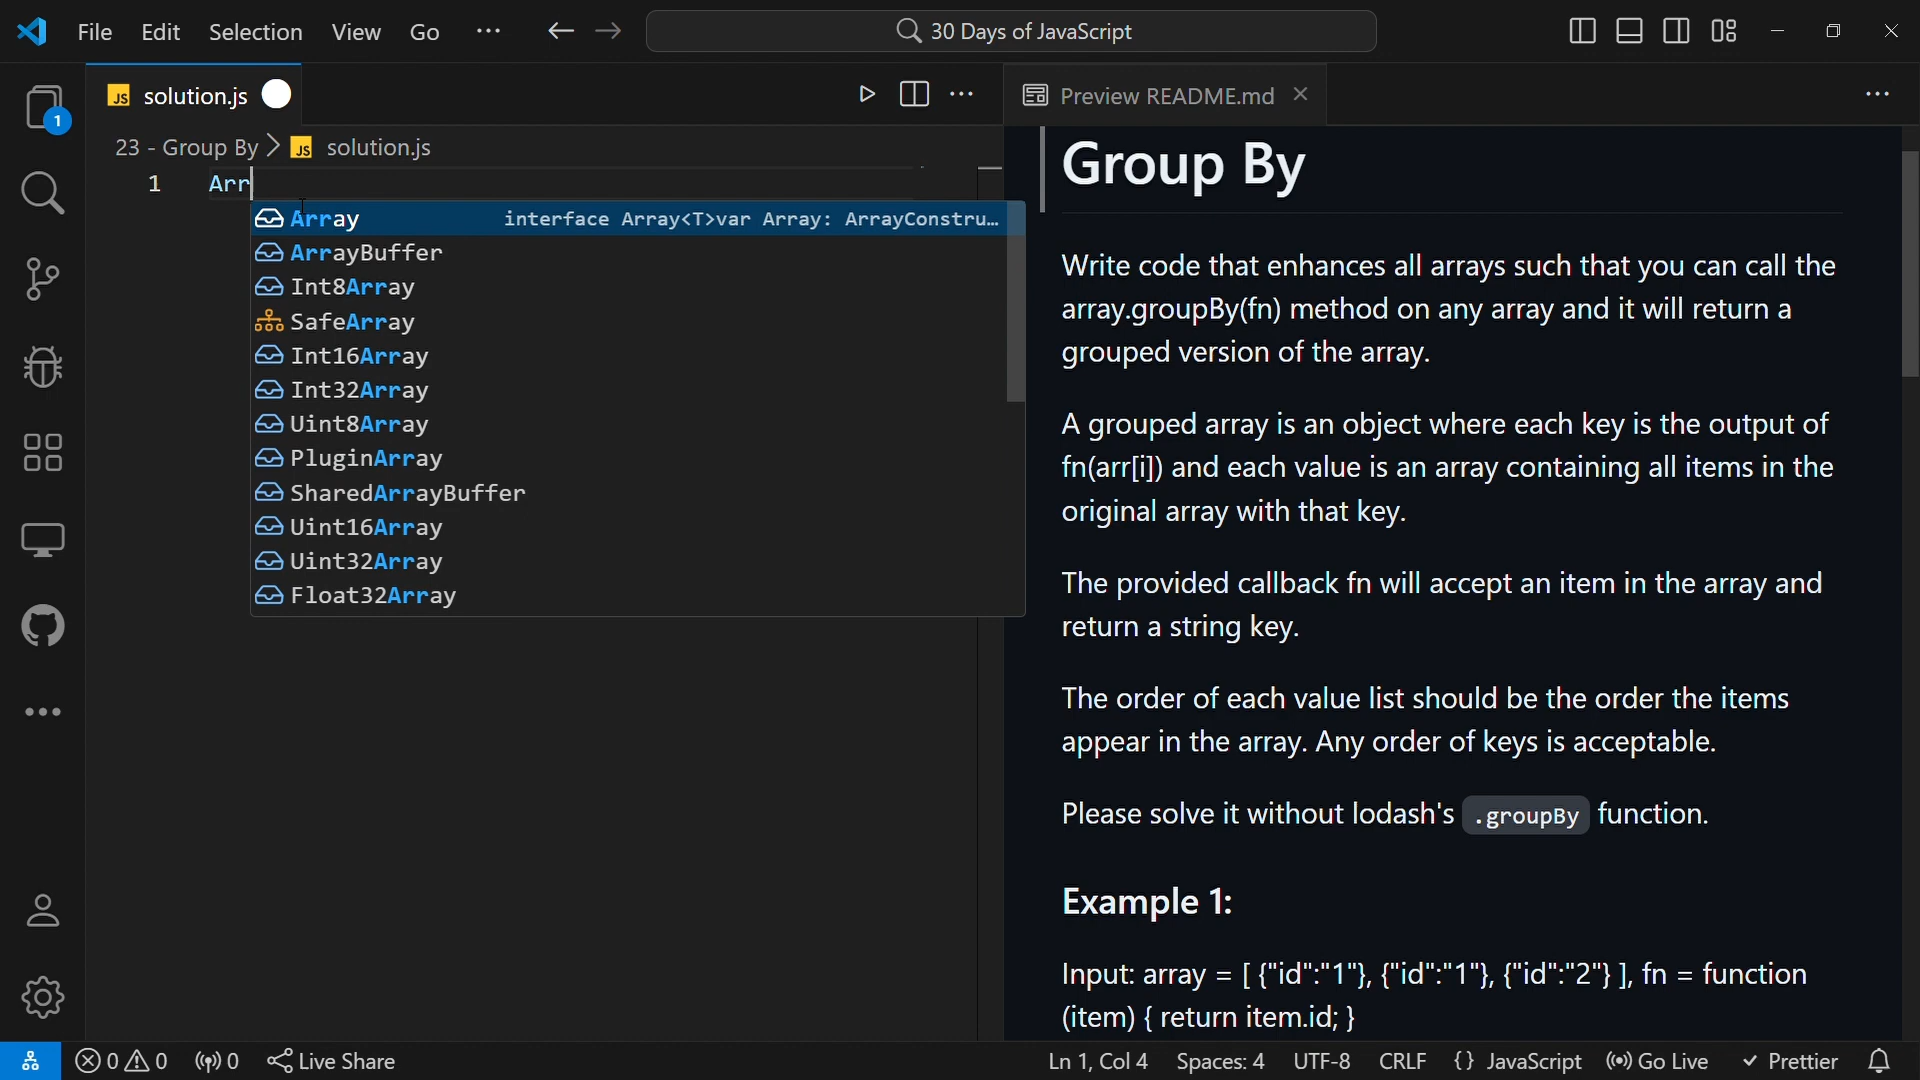 File Edit Selection View Go ··· ← → 30 Days of JavaScript
JS solution.js
Preview README.md
1
23 - Group By > JS solution.js
1 Arr
Array interface Array<T>var Array: ArrayConstru…
ArrayBuffer
Int8Array
SafeArray
Int16Array
Int32Array
Uint8Array
PluginArray
SharedArrayBuffer
Uint16Array
Uint32Array
Float32Array
Group By
Write code that enhances all arrays such that you can call the
array.groupBy(fn) method on any array and it will return a
grouped version of the array.
A grouped array is an object where each key is the output of
fn(arr[i]) and each value is an array containing all items in the
original array with that key.
The provided callback fn will accept an item in the array and
return a string key.
The order of each value list should be the order the items
appear in the array. Any order of keys is acceptable.
Please solve it without lodash's .groupBy function.
Example 1:
Input: array = [ {"id":"1"}, {"id":"1"}, {"id":"2"} ], fn = function
(item) { return item.id; }
0 0 0 Live Share Ln 1, Col 4 Spaces: 4 UTF-8 CRLF {} JavaScript Go Live ✓ Prettier